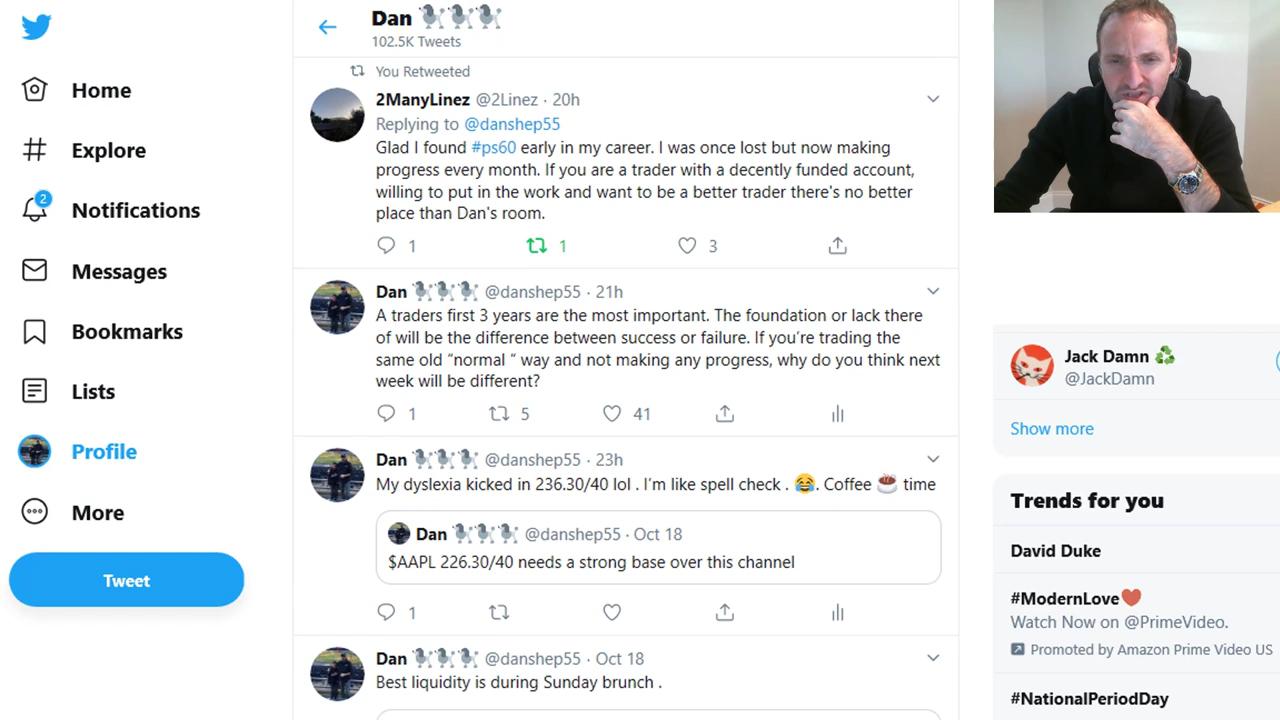 Home
Explore
2
Notifications
Messages
Bookmarks
Lists
Profile
More
Tweet
Dan
102.5K Tweets
You Retweeted
2ManyLinez @2Linez · 20h
Replying to @danshep55
Glad I found #ps60 early in my career. I was once lost but now making
progress every month. If you are a trader with a decently funded account,
willing to put in the work and want to be a better trader there's no better
place than Dan's room.
1 1 3
Dan @danshep55 · 21h
A traders first 3 years are the most important. The foundation or lack there
of will be the difference between success or failure. If you’re trading the
same old “normal “ way and not making any progress, why do you think next
week will be different?
1 5 41
Dan @danshep55 · 23h
My dyslexia kicked in 236.30/40 lol . I’m like spell check . 😂. Coffee ☕ time
Dan @danshep55 · Oct 18
$AAPL 226.30/40 needs a strong base over this channel
1
Dan @danshep55 · Oct 18
Best liquidity is during Sunday brunch .
Jack Damn ♻
@JackDamn
Show more
Trends for you
David Duke
#ModernLove
Watch Now on @PrimeVideo.
Promoted by Amazon Prime Video US
#NationalPeriodDay